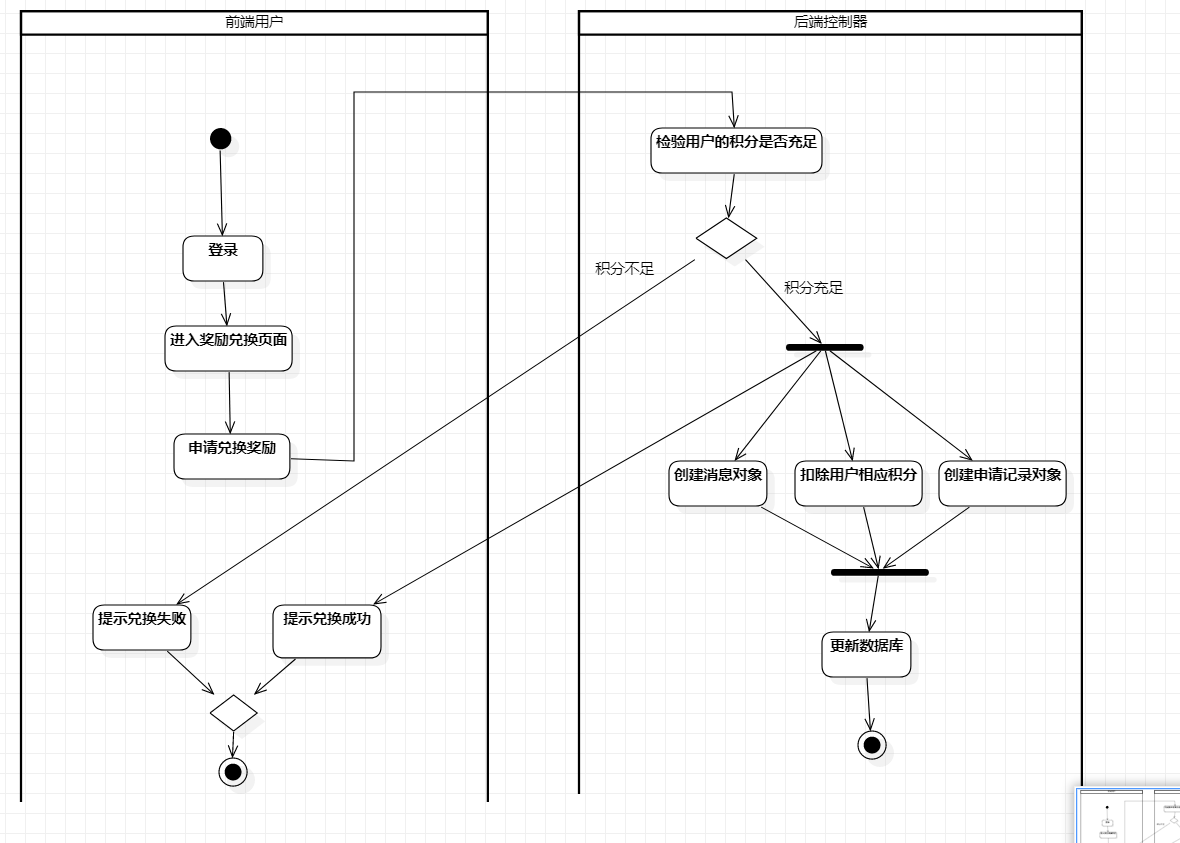 前端用户
后端控制器
检验用户的积分是否充足
登录
积分不足
积分充足
进入奖励兑换页面
申请兑换奖励
创建消息对象
扣除用户相应积分
创建申请记录对象
提示兑换失败
提示兑换成功
更新数据库